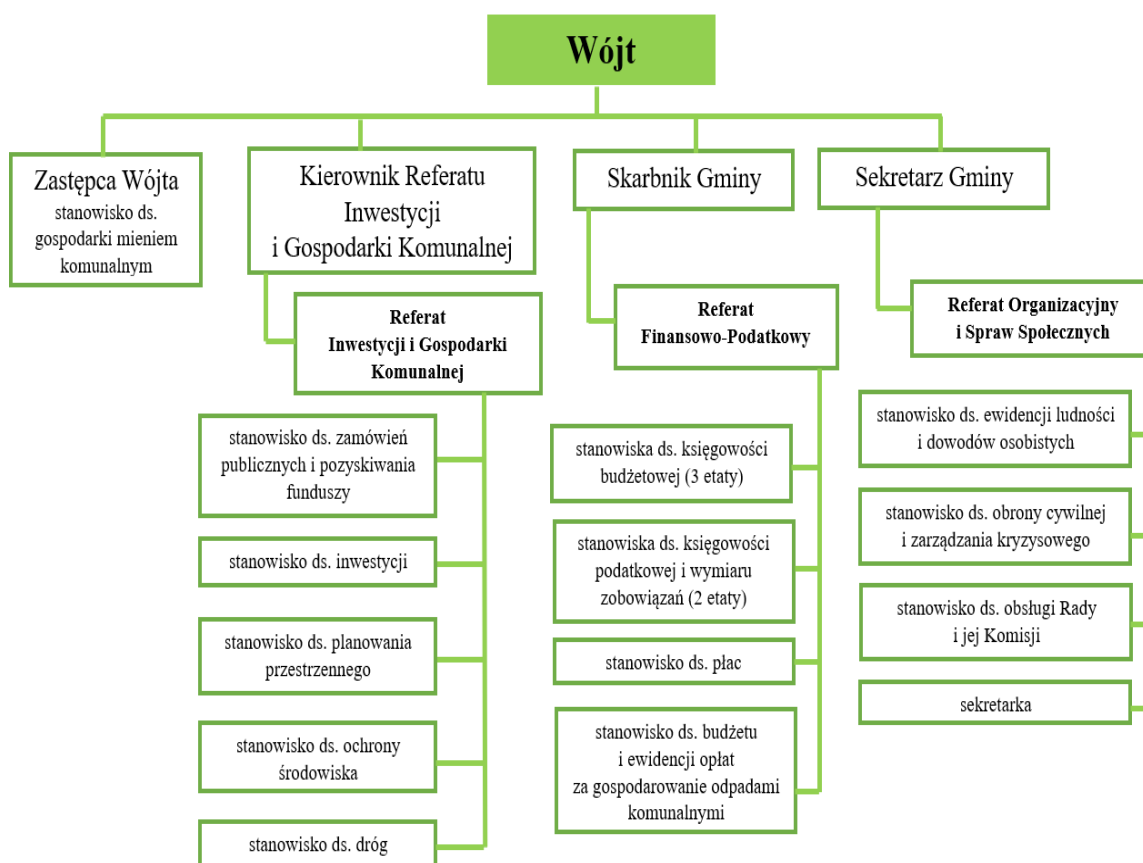 Wójt
Zastępca Wójta
stanowisko ds.
gospodarki mieniem
komunalnym
Kierownik Referatu
Inwestycji
i Gospodarki Komunalnej
Skarbnik Gminy
Sekretarz Gminy
Referat
Inwestycji i Gospodarki
Komunalnej
Referat
Finansowo-Podatkowy
Referat Organizacyjny
i Spraw Społecznych
stanowisko ds. zamówień
publicznych i pozyskiwania
funduszy
stanowisko ds. inwestycji
stanowisko ds. planowania
przestrzennego
stanowisko ds. ochrony
środowiska
stanowisko ds. dróg
stanowiska ds. księgowości
budżetowej (3 etaty)
stanowiska ds. księgowości
podatkowej i wymiaru
zobowiązań (2 etaty)
stanowisko ds. płac
stanowisko ds. budżetu
i ewidencji opłat
za gospodarowanie odpadami
komunalnymi
stanowisko ds. ewidencji ludności
i dowodów osobistych
stanowisko ds. obrony cywilnej
i zarządzania kryzysowego
stanowisko ds. obsługi Rady
i jej Komisji
sekretarka